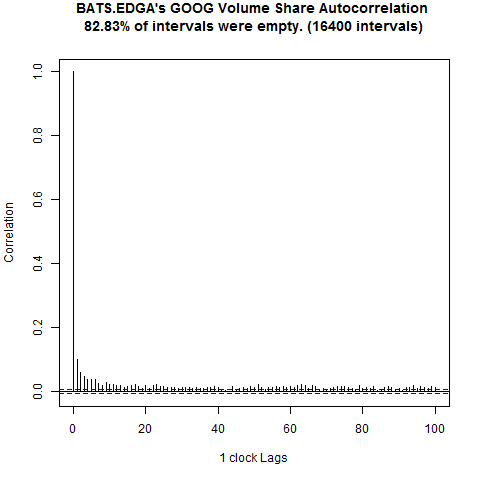 BATS.EDGA's GOOG Volume Share Autocorrelation
82.83% of intervals were empty. (16400 intervals)
1.0
0.8
0.6
0.4
0.2
0.0
Correlation
0 20 40 60 80 100
1 clock Lags